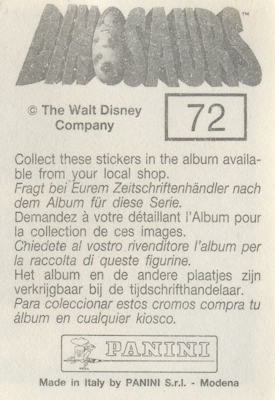 DINOSAURS™
© The Walt Disney
Company
72
Collect these stickers in the album availa-
ble from your local shop.
Fragt bei Eurem Zeitschriftenhändler nach
dem Album für diese Serie.
Demandez à votre détaillant l'Album pour
la collection de ces images.
Chiedete al vostro rivenditore l'album per
la raccolta di queste figurine.
Het album en de andere plaatjes zijn
verkrijgbaar bij de tijdschrifthandelaar.
Para coleccionar estos cromos compra tu
álbum en cualquier kiosco.
PANINI
Made in Italy by PANINI S.r.l. - Modena